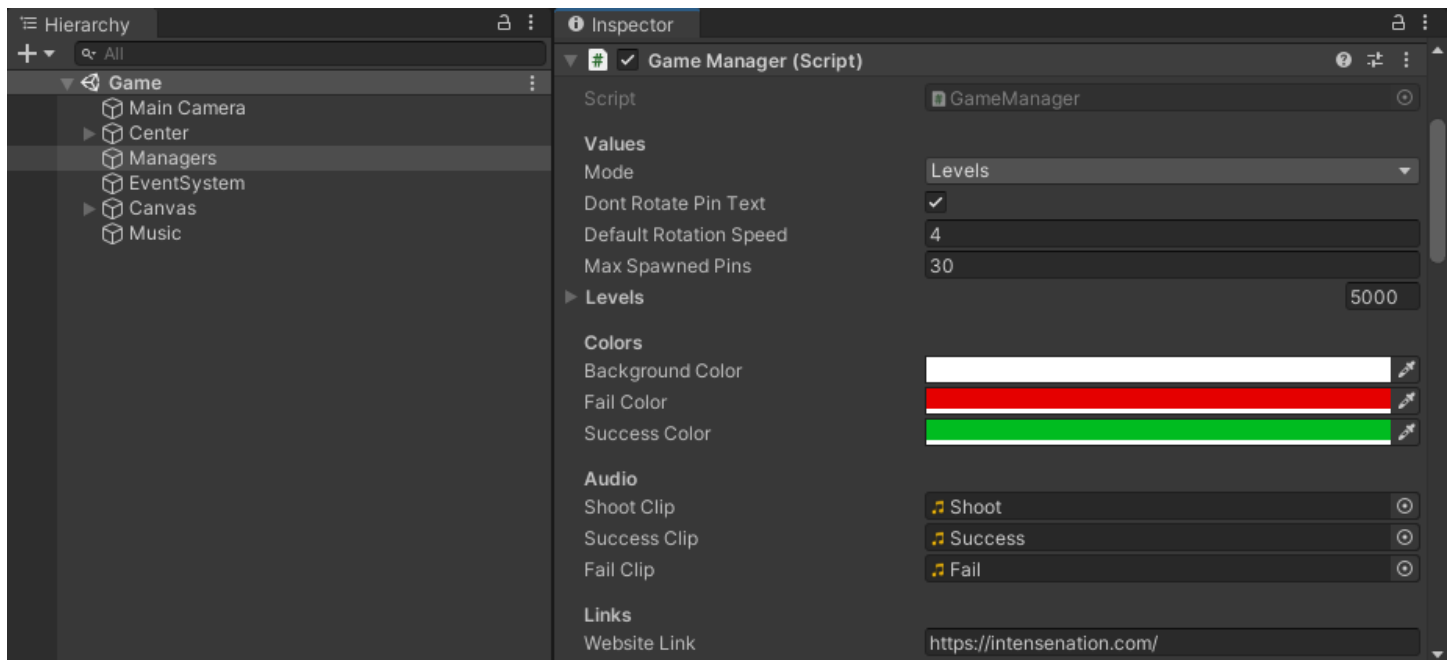 Hierarchy
All
Game
Main Camera
Center
Managers
EventSystem
Canvas
Music
Inspector
# Game Manager (Script)
Script # GameManager
Values
Mode Levels
Dont Rotate Pin Text
Default Rotation Speed 4
Max Spawned Pins 30
Levels 5000
Colors
Background Color
Fail Color
Success Color
Audio
Shoot Clip Shoot
Success Clip Success
Fail Clip Fail
Links
Website Link https://intensenation.com/